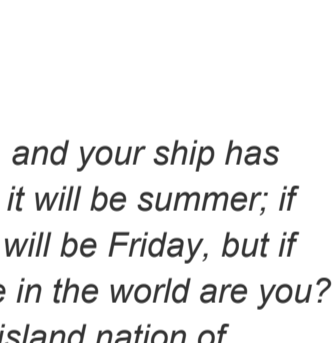 and your ship has
it will be summer; if
will be Friday, but if
in the world are you?
island nation of